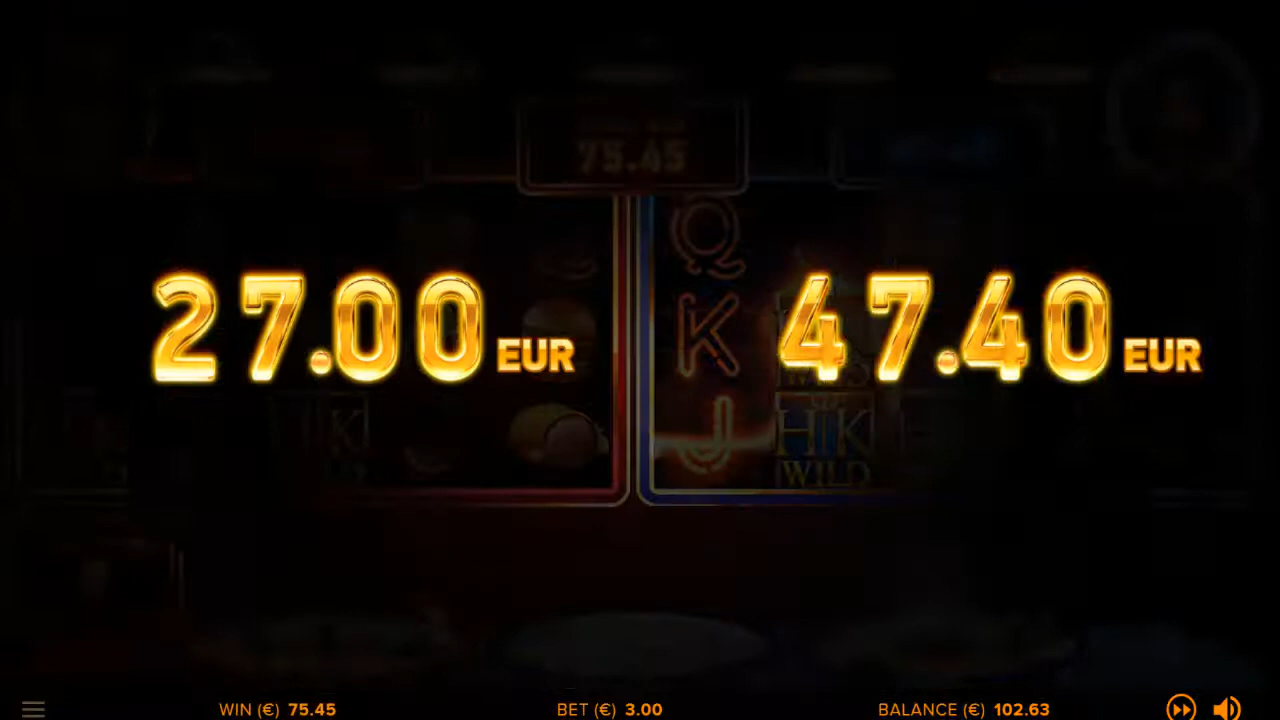 75.45
Q
K
27.00 EUR
47.40 EUR
K
J
WILD
WIN (€) 75.45
BET (€) 3.00
BALANCE (€) 102.63